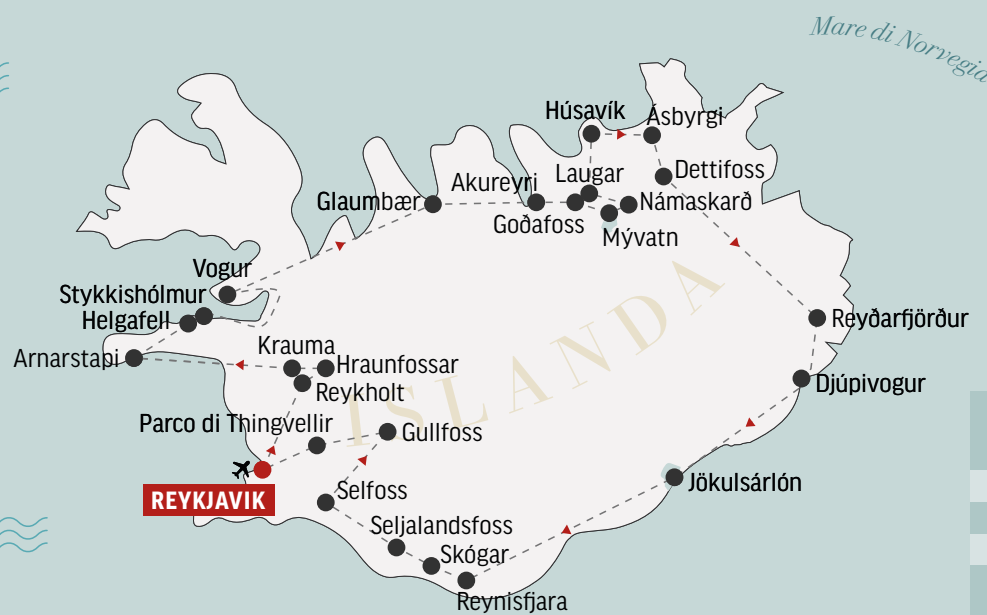 Mare di Norvegia
Húsavík
Ásbyrgi
Dettifoss
Laugar
Akureyri
Glaumbær
Námaskarð
Goðafoss
Mývatn
Vogur
Stykkishólmur
Helgafell
Reyðarfjörður
Arnarstapi
Krauma
Hraunfossar
Reykholt
Djúpivogur
ISLANDA
Parco di Thingvellir
Gullfoss
REYKJAVIK
Selfoss
Jökulsárlón
Seljalandsfoss
Skógar
Reynisfjara